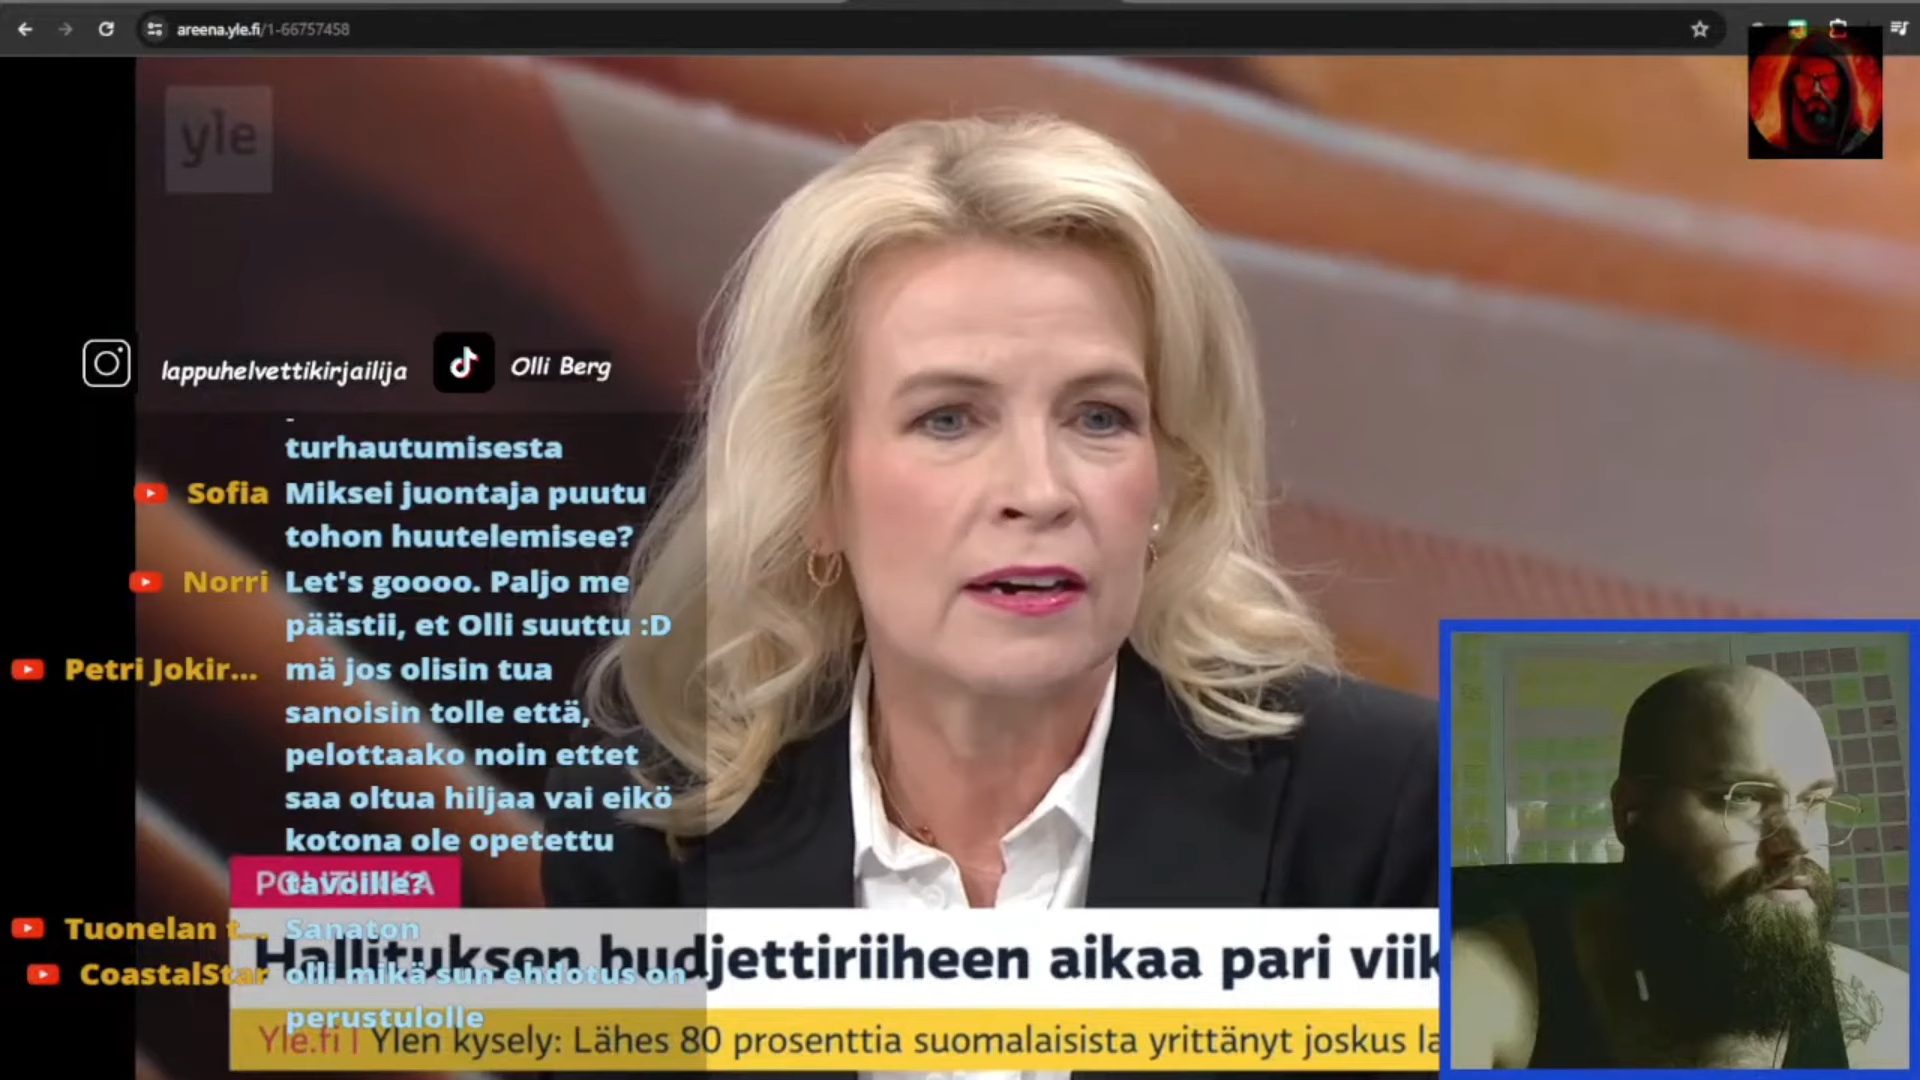 areena.yle.fi/1-66757458
yle
lappuhelvettikirjailija
Olli Berg
turhautumisesta
Sofia Miksei juontaja puutu
tohon huutelemisee?
Norri Let's goooo. Paljo me
päästii, et Olli suuttu :D
Petri Jokir... mä jos olisin tua
sanoisin tolle että,
pelottaako noin ettet
saa oltua hiljaa vai eikö
kotona ole opetettu
tavoille?
POLITIIKKA
Tuonelan t... Sanaton
Hallituksen budjettiriiheen aikaa pari viik
CoastalStar olli mikä sun ehdotus on
perustulolle
Yle.fi | Ylen kysely: Lähes 80 prosenttia suomalaisista yrittänyt joskus la